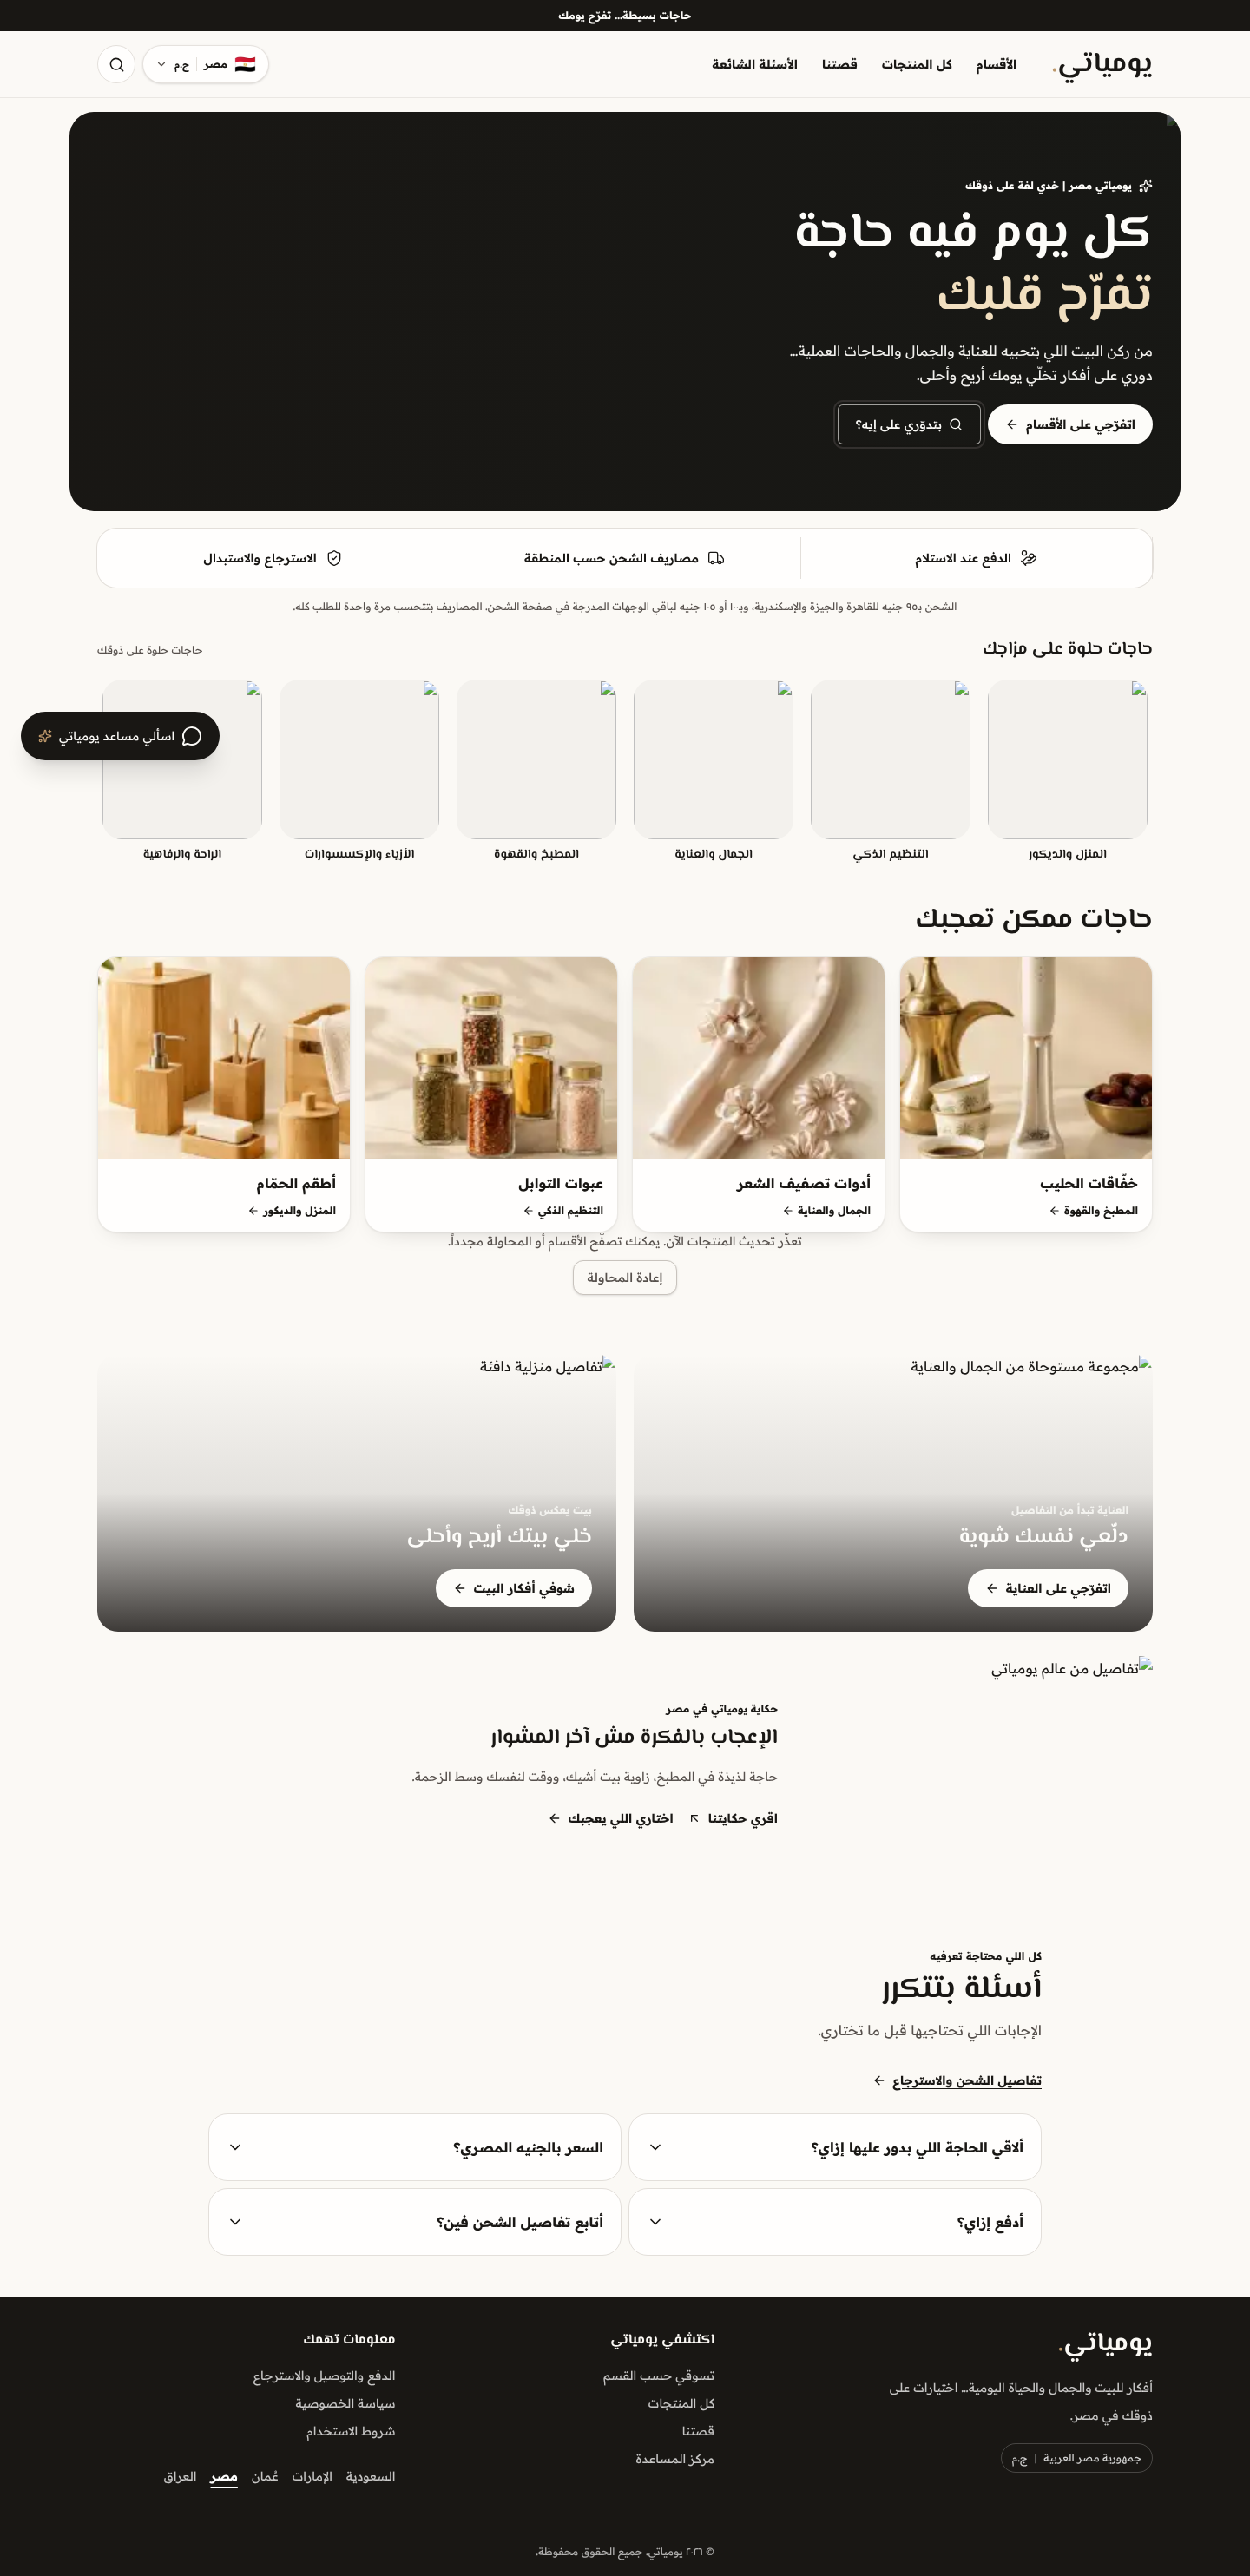 حاجات بسيطة... تفرّح يومك
يومياتي.
الأقسام
كل المنتجات
قصتنا
الأسئلة الشائعة
مصر
ج.م
يومياتي مصر | خدي لفة على ذوقك
كل يوم فيه حاجة
تفرّح قلبك
من ركن البيت اللي بتحبيه للعناية والجمال والحاجات العملية...
دوري على أفكار تخلّي يومك أريح وأحلى.
اتفرّجي على الأقسام
بتدوّري على إيه؟
الدفع عند الاستلام
مصاريف الشحن حسب المنطقة
الاسترجاع والاستبدال
الشحن بـ٩٥ جنيه للقاهرة والجيزة والإسكندرية، وبـ١٠٠ أو ١٠٥ جنيه لباقي الوجهات المدرجة في صفحة الشحن. المصاريف بتتحسب مرة واحدة للطلب كله.
حاجات حلوة على مزاجك
حاجات حلوة على ذوقك
اسألي مساعد يومياتي
المنزل والديكور
التنظيم الذكي
الجمال والعناية
المطبخ والقهوة
الأزياء والإكسسوارات
الراحة والرفاهية
حاجات ممكن تعجبك
خفّاقات الحليب
المطبخ والقهوة
أدوات تصفيف الشعر
الجمال والعناية
عبوات التوابل
التنظيم الذكي
أطقم الحمّام
المنزل والديكور
تعذّر تحديث المنتجات الآن. يمكنك تصفّح الأقسام أو المحاولة مجدداً.
إعادة المحاولة
مجموعة مستوحاة من الجمال والعناية
العناية تبدأ من التفاصيل
دلّعي نفسك شوية
اتفرّجي على العناية
تفاصيل منزلية دافئة
بيت يعكس ذوقك
خلي بيتك أريح وأحلى
شوفي أفكار البيت
تفاصيل من عالم يومياتي
حكاية يومياتي في مصر
الإعجاب بالفكرة مش آخر المشوار
حاجة لذيذة في المطبخ، زاوية بيت أشيك، ووقت لنفسك وسط الزحمة.
اقري حكايتنا
اختاري اللي يعجبك
كل اللي محتاجة تعرفيه
أسئلة بتتكرر
الإجابات اللي تحتاجيها قبل ما تختاري.
تفاصيل الشحن والاسترجاع
ألاقي الحاجة اللي بدور عليها إزاي؟
السعر بالجنيه المصري؟
أدفع إزاي؟
أتابع تفاصيل الشحن فين؟
يومياتي.
أفكار للبيت والجمال والحياة اليومية... اختيارات على
ذوقك في مصر.
جمهورية مصر العربية | ج.م
اكتشفي يومياتي
تسوقي حسب القسم
كل المنتجات
قصتنا
مركز المساعدة
معلومات تهمك
الدفع والتوصيل والاسترجاع
سياسة الخصوصية
شروط الاستخدام
السعودية
الإمارات
عُمان
مصر
العراق
© ٢٠٢٦ يومياتي. جميع الحقوق محفوظة.